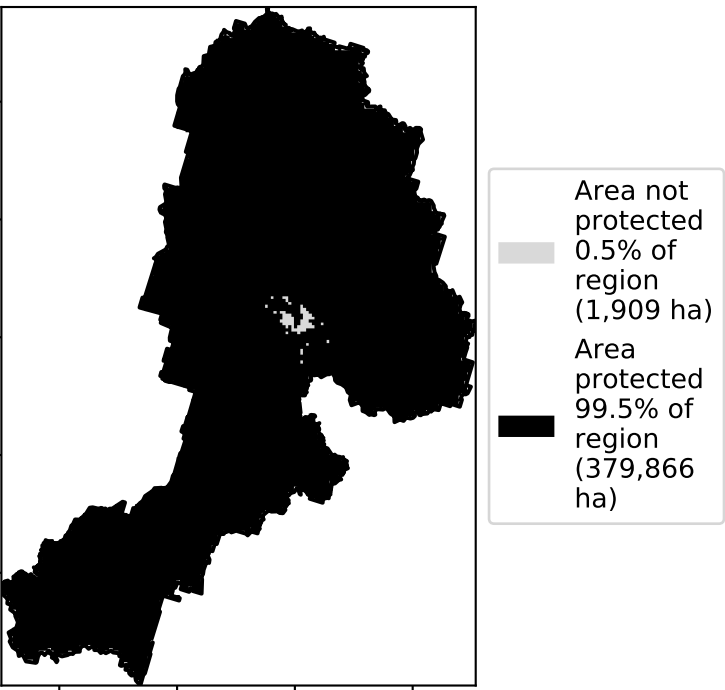 Area not
protected
0.5% of
region
(1,909 ha)
Area
protected
99.5% of
region
(379,866
ha)